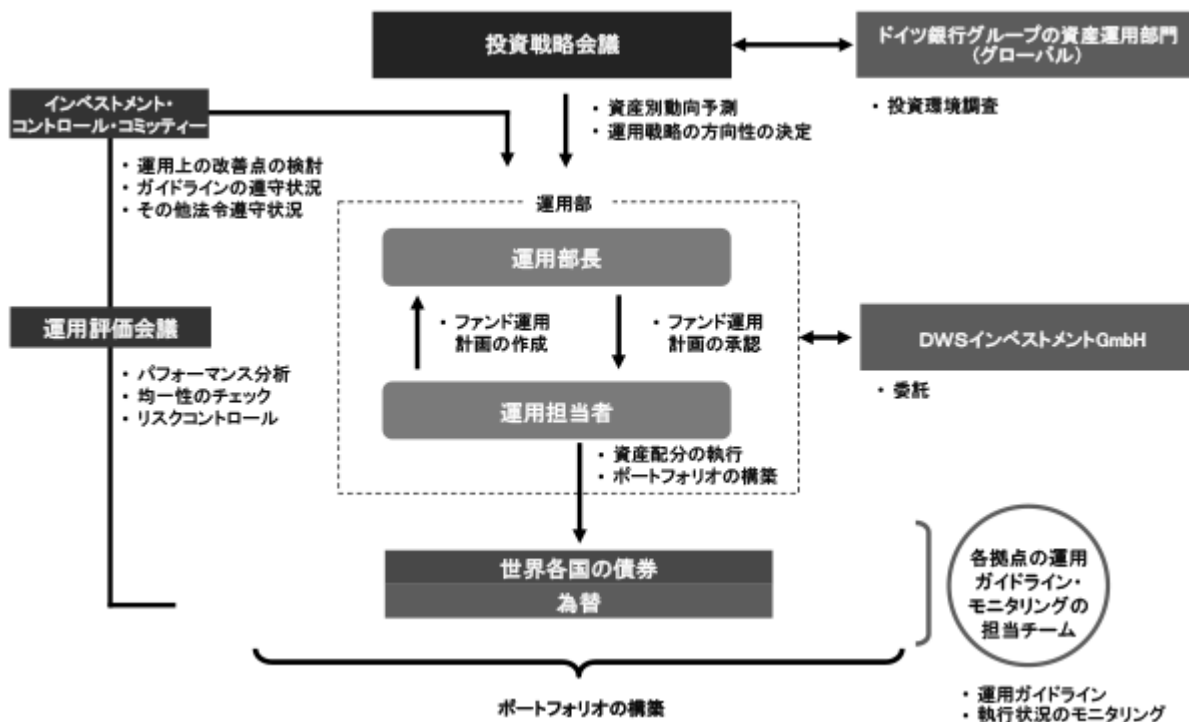 投資戦略会議
ドイツ銀行グループの資産運用部門
(グローバル)
・ 投資環境調査
・ 資産別動向予測
・ 運用戦略の方向性の決定
インベストメント・
コントロール・コミッティー
・ 運用上の改善点の検討
・ ガイドラインの遵守状況
・ その他法令遵守状況
運用部
運用部長
・ ファンド運用
計画の作成
・ ファンド運用
計画の承認
運用担当者
・ 資産配分の執行
・ ポートフォリオの構築
運用評価会議
・ パフォーマンス分析
・ 均一性のチェック
・ リスクコントロール
DWSインベストメントGmbH
・ 委託
世界各国の債券
為替
各拠点の運用
ガイドライン・
モニタリングの
担当チーム
・ 運用ガイドライン
・ 執行状況のモニタリング
ポートフォリオの構築